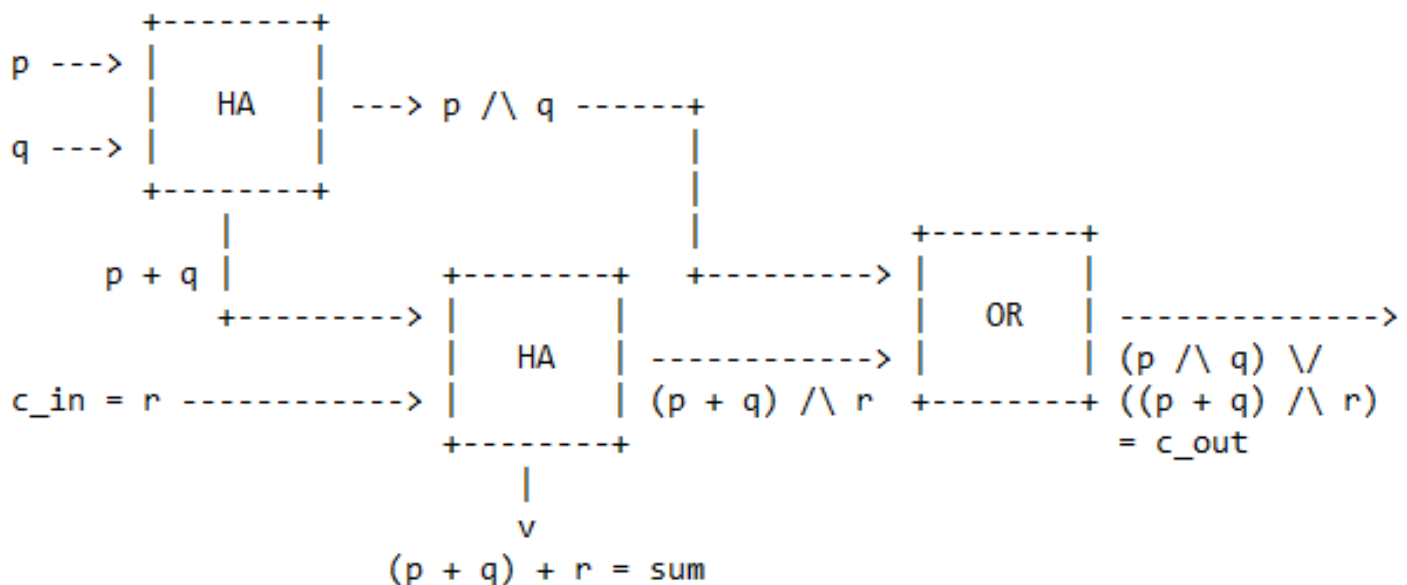 p --->
HA ---> p /\ q ------+
q --->
p + q
+---------> +--------->
OR -------------->
HA ------------> (p /\ q) \/
c_in = r ------------> (p + q) /\ r ((p + q) /\ r)
= c_out
v
(p + q) + r = sum